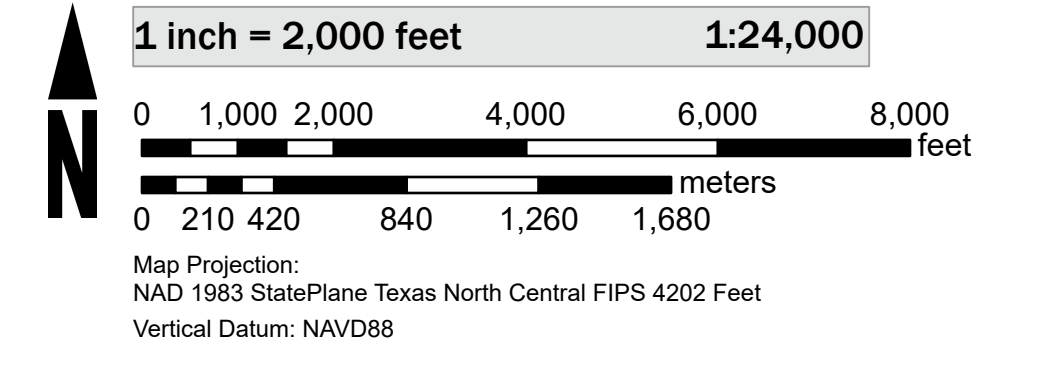 1 inch = 2,000 feet 1:24,000
0 1,000 2,000 4,000 6,000 8,000
feet
meters
0 210 420 840 1,260 1,680
N
Map Projection:
NAD 1983 StatePlane Texas North Central FIPS 4202 Feet
Vertical Datum: NAVD88